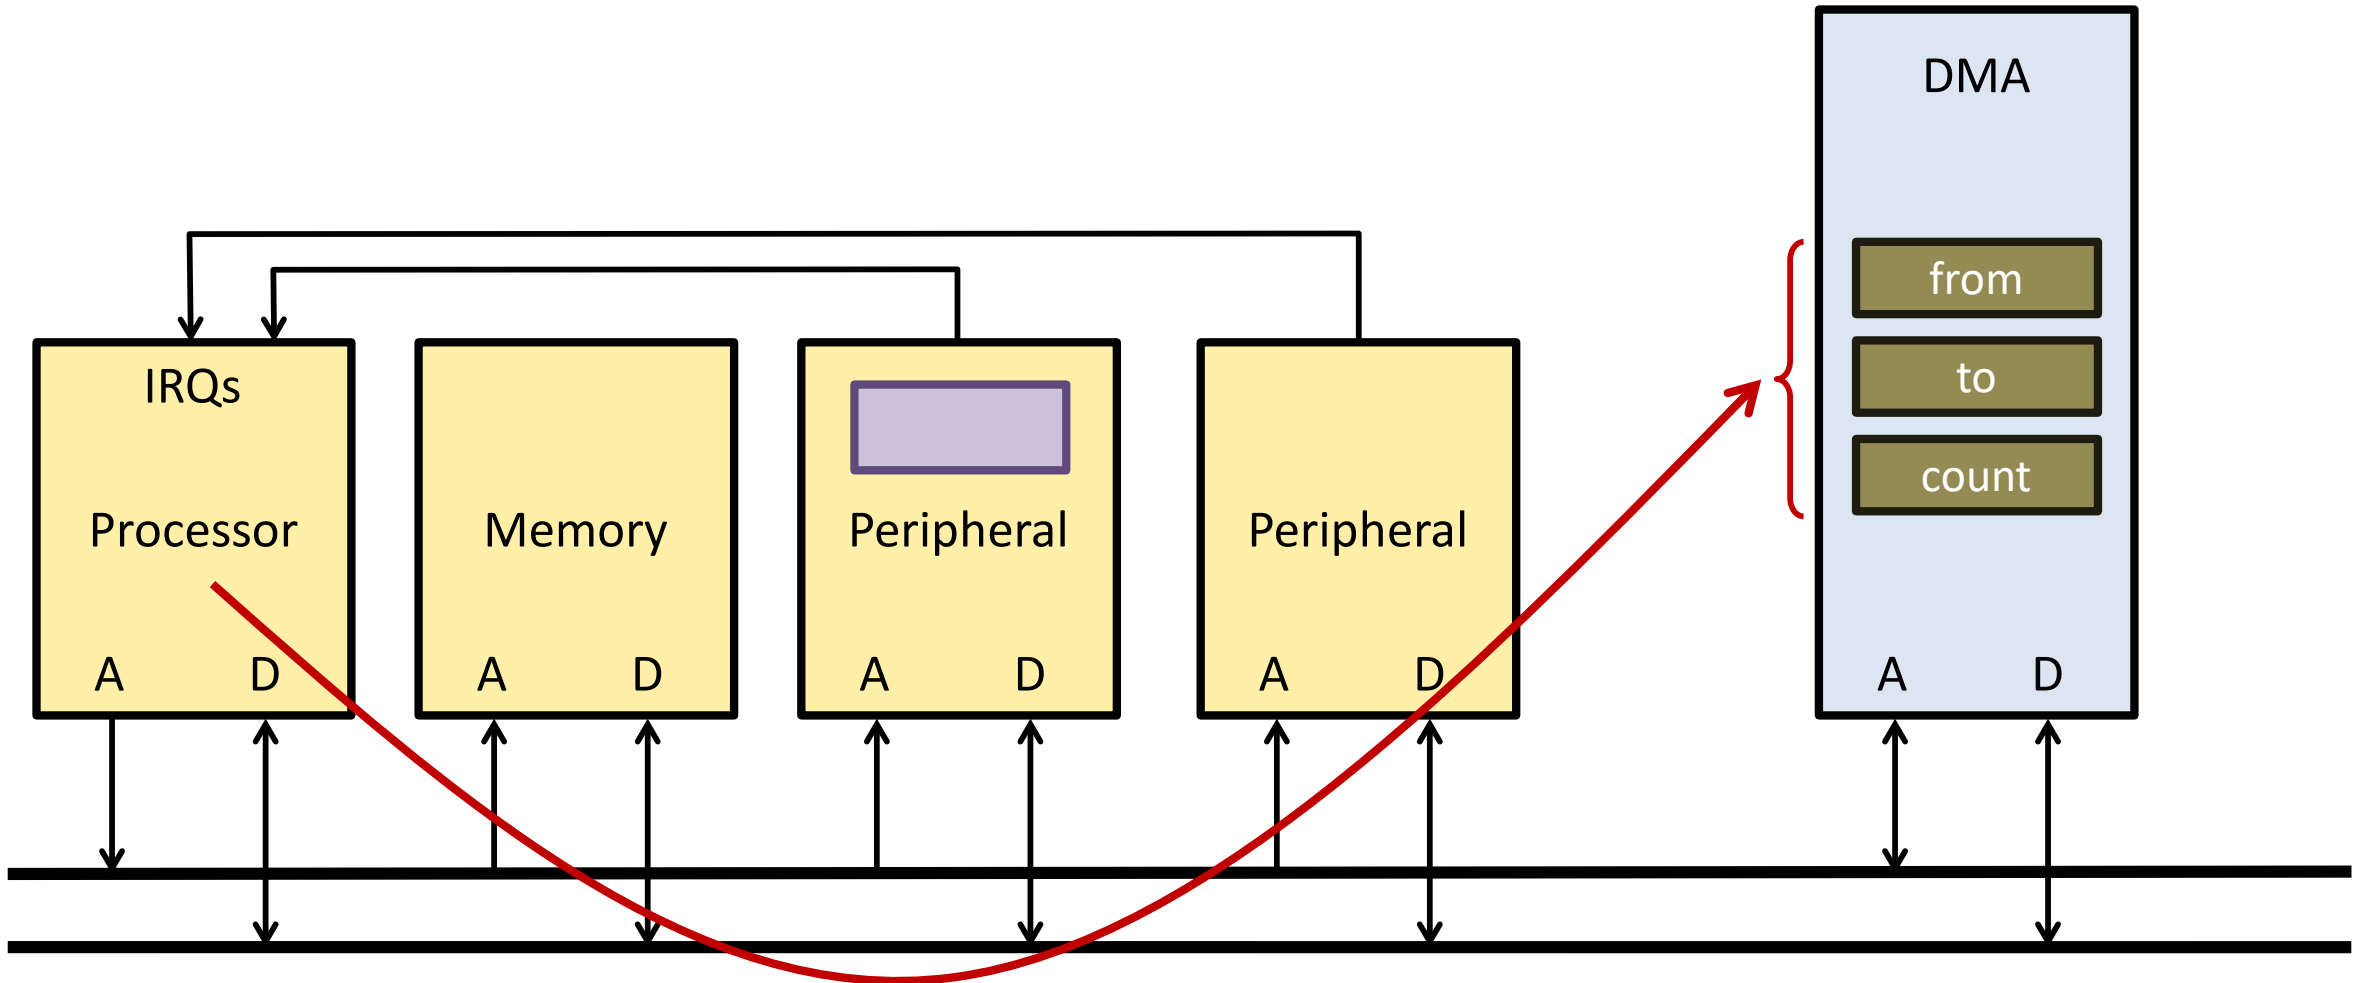 DMA
from
to
count
A D
IRQs
Processor
A D
Memory
A D
Peripheral
A D
Peripheral
A D